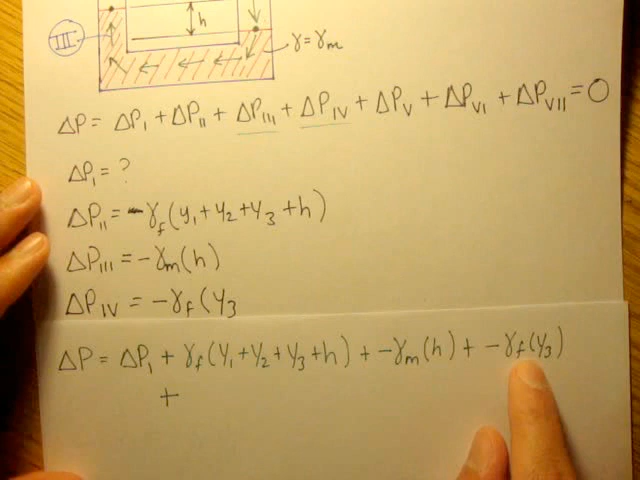 h
III
γ = γm
ΔP = ΔPI + ΔPII + ΔPIII + ΔPIV + ΔPV + ΔPVI + ΔPVII = 0
ΔPI = ?
ΔPII = -γf(y1 + y2 + y3 + h)
ΔPIII = -γm(h)
ΔPIV = -γf(y3
ΔP = ΔPI + γf(y1 + y2 + y3 + h) + -γm(h) + -γf(y3)
+